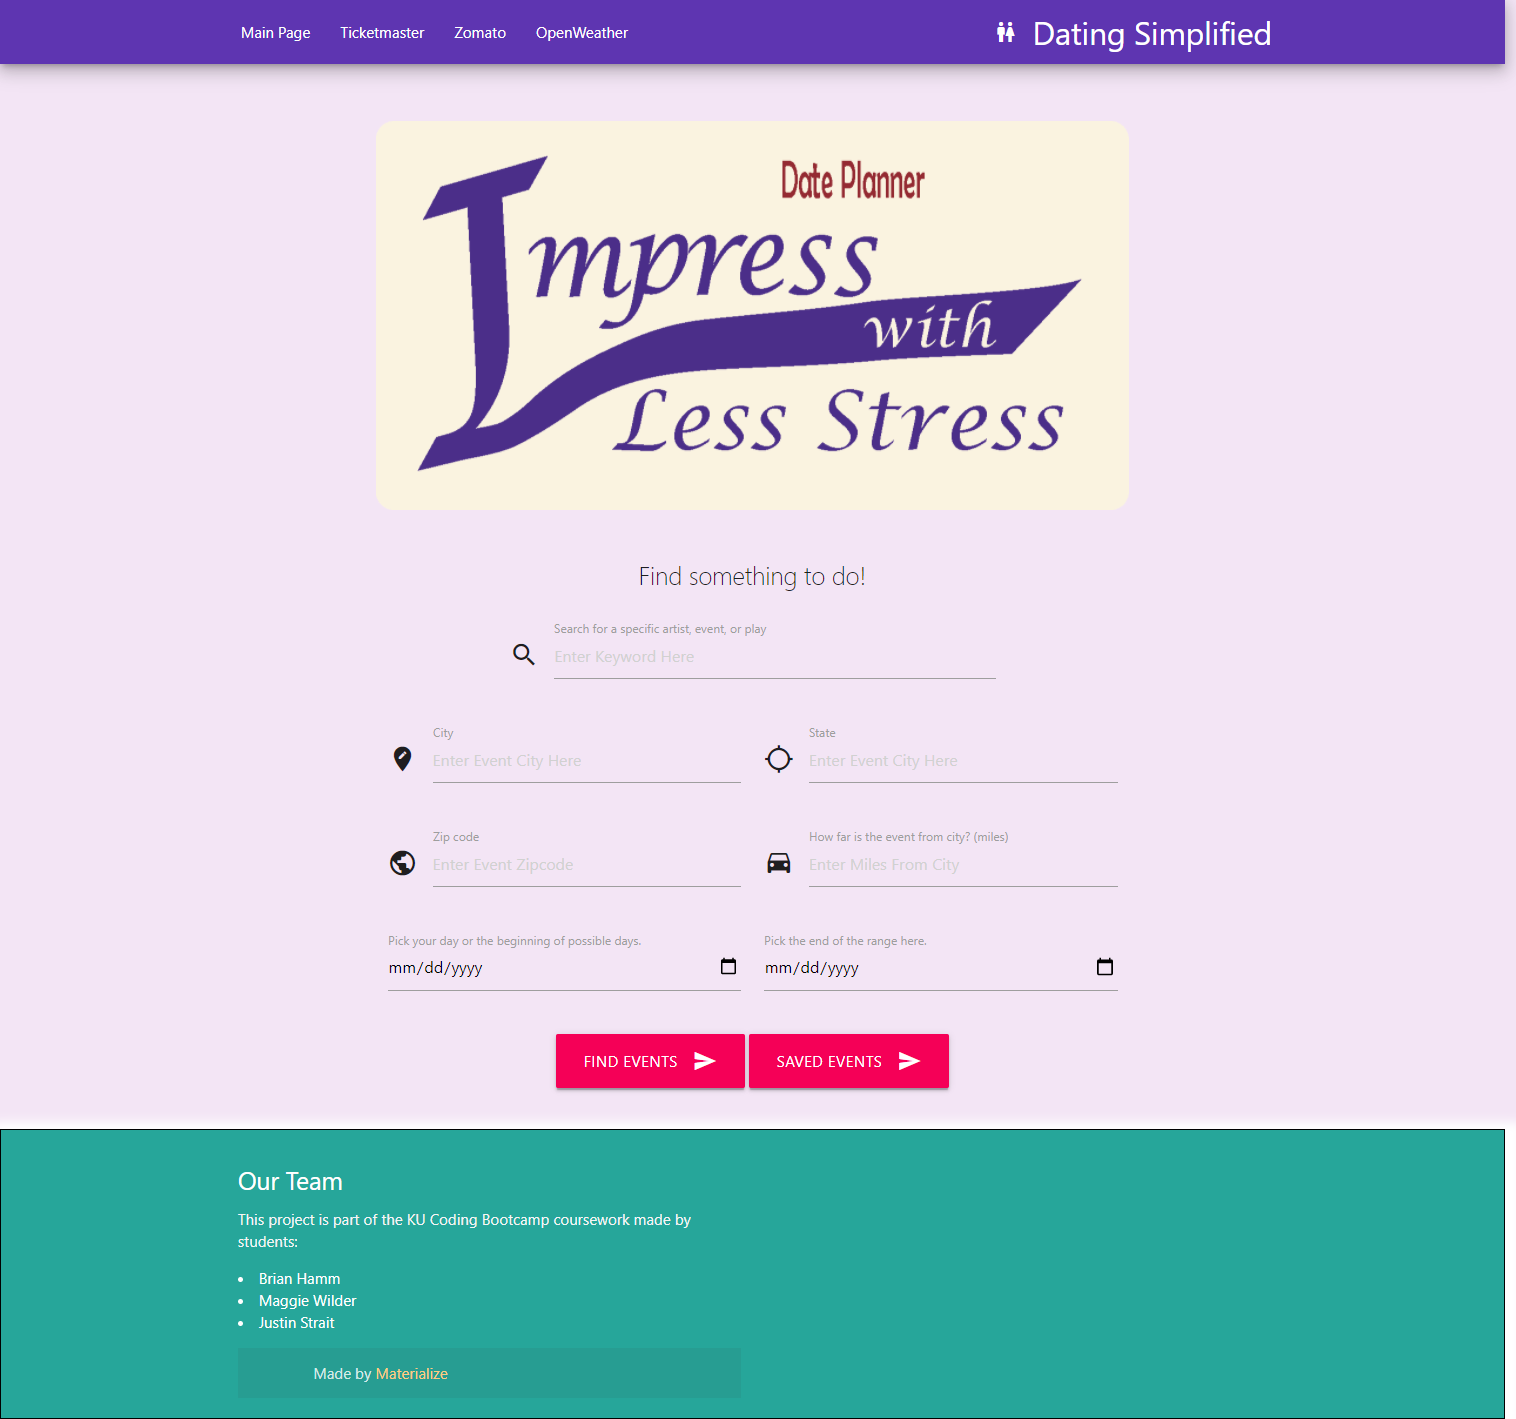 Main Page Ticketmaster Zomato OpenWeather Dating Simplified
Date Planner
Impress
with
Less Stress
Find something to do!
Search for a specific artist, event, or play
Enter Keyword Here
City State
Enter Event City Here Enter Event City Here
Zip code How far is the event from city? (miles)
Enter Event Zipcode Enter Miles From City
Pick your day or the beginning of possible days. Pick the end of the range here.
mm/dd/yyyy mm/dd/yyyy
FIND EVENTS SAVED EVENTS
Our Team
This project is part of the KU Coding Bootcamp coursework made by
students:
• Brian Hamm
• Maggie Wilder
• Justin Strait
Made by Materialize